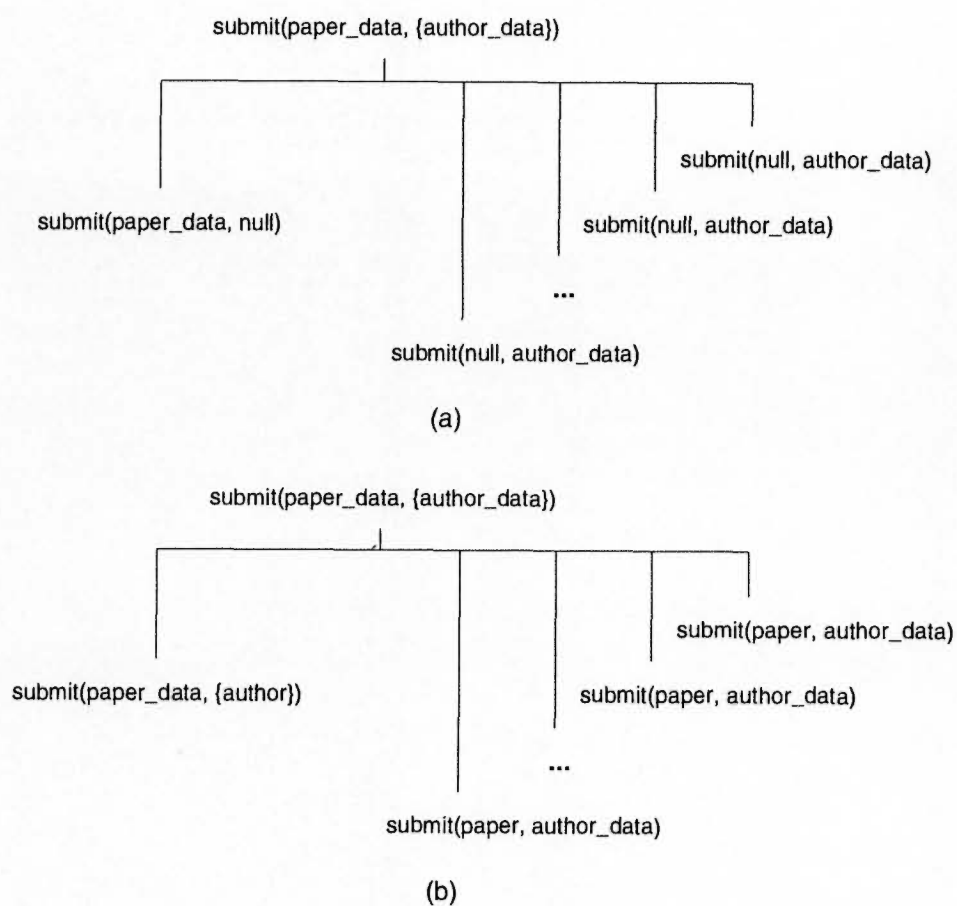 submit(paper_data, {author_data})
submit(null, author_data)
submit(paper_data, null)
submit(null, author_data)
...
submit(null, author_data)
(a)
submit(paper_data, {author_data})
submit(paper, author_data)
submit(paper_data, {author})
submit(paper, author_data)
...
submit(paper, author_data)
(b)